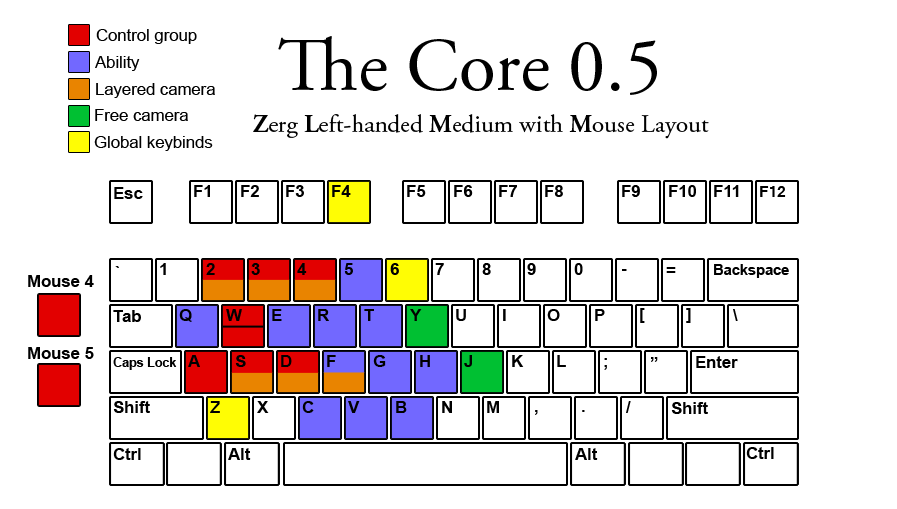 Control group
Ability
Layered camera
Free camera
Global keybinds
The Core 0.5
Zerg Left-handed Medium with Mouse Layout
Esc F1 F2 F3 F4 F5 F6 F7 F8 F9 F10 F11 F12
Mouse 4
Mouse 5
` 1 2 3 4 5 6 7 8 9 0 - = Backspace
Tab Q W E R T Y U I O P [ ] \
Caps Lock A S D F G H J K L ; ” Enter
Shift Z X C V B N M , . / Shift
Ctrl Alt Alt Ctrl